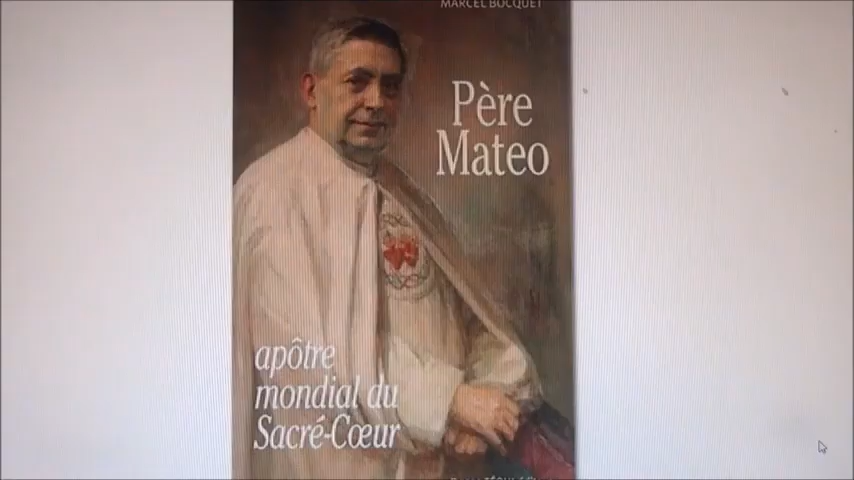 MARCEL BOCQUET
Père
Mateo
apôtre
mondial du
Sacré-Cœur